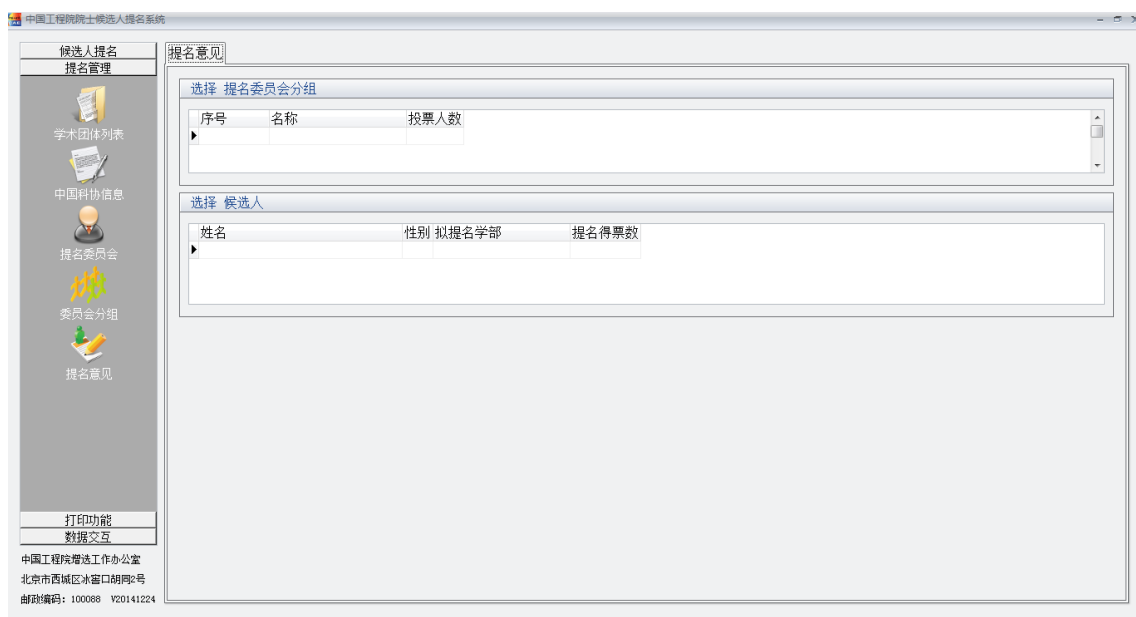 中国工程院院士候选人提名系统
候选人提名
提名管理
学术团体列表
中国科协信息
提名委员会
委员会分组
提名意见
打印功能
数据交互
中国工程院增选工作办公室
北京市西城区冰窖口胡同2号
邮政编码：100088 V20141224
提名意见
选择 提名委员会分组
序号 名称 投票人数
选择 候选人
姓名 性别 拟提名学部 提名得票数